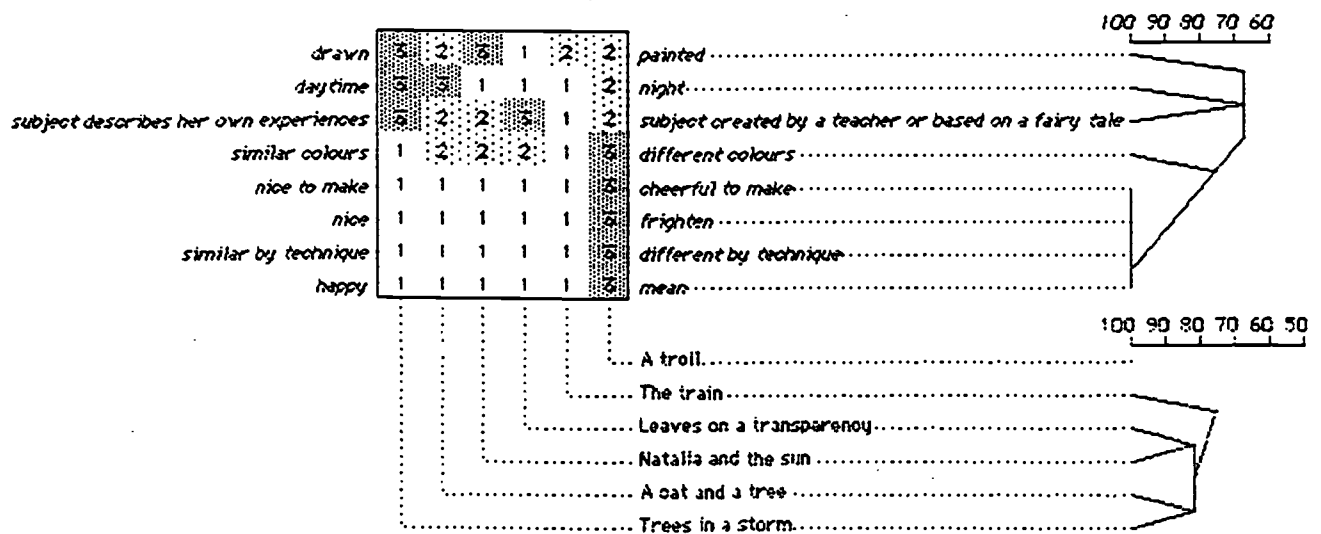 100 90 80 70 60
drawn 3 2 3 1 2 2 painted
daytime 3 3 1 1 1 2 night
subject describes her own experiences 3 2 2 3 1 2 subject created by a teacher or based on a fairy tale
similar colours 1 2 2 2 1 3 different colours
nice to make 1 1 1 1 1 3 cheerful to make
nice 1 1 1 1 1 3 frighten
similar by technique 1 1 1 1 1 3 different by technique
happy 1 1 1 1 1 3 mean
100 90 80 70 60 50
A troll
The train
Leaves on a transparency
Natalia and the sun
A cat and a tree
Trees in a storm